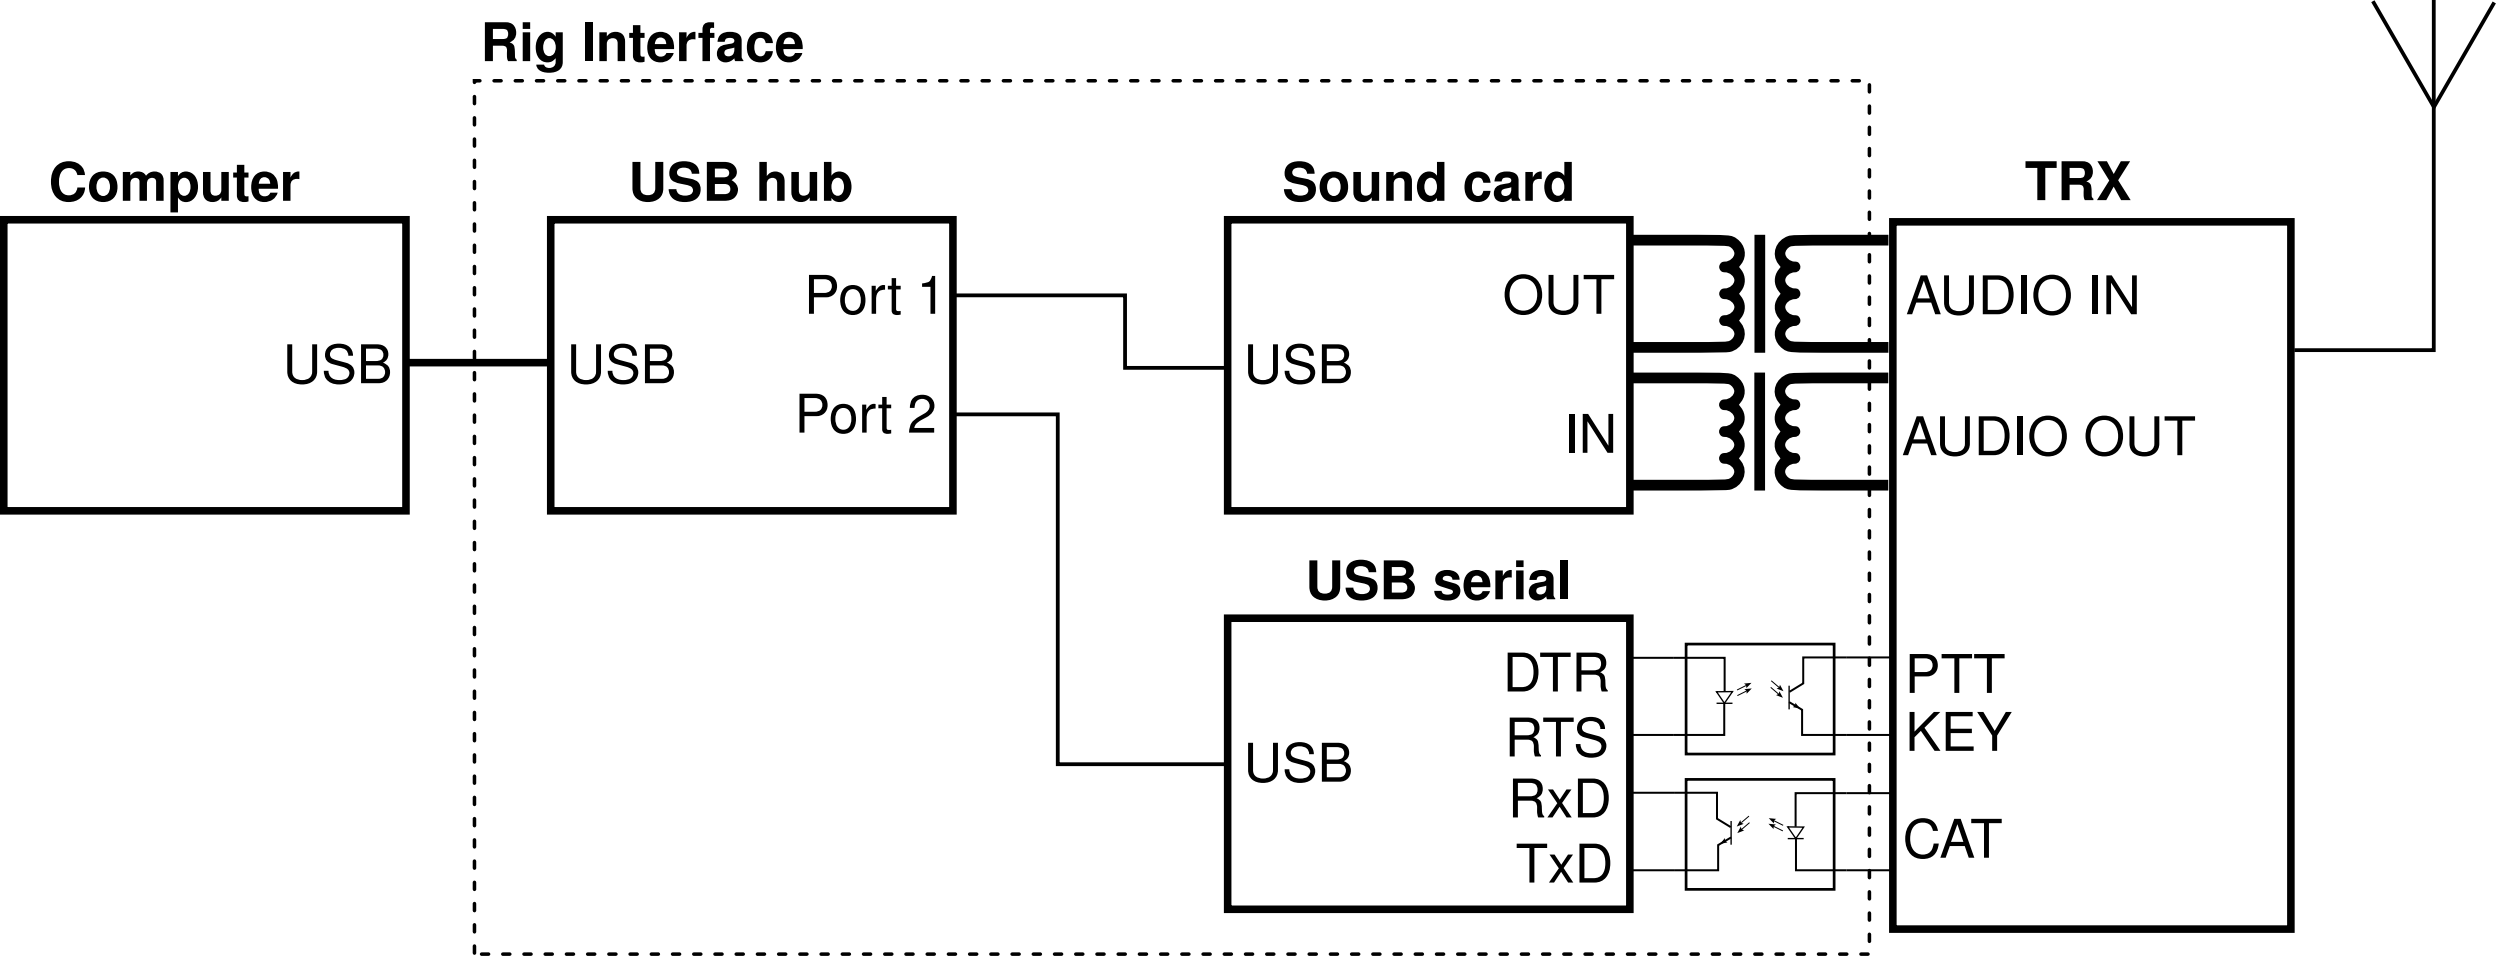 Rig Interface
Computer
USB hub
Sound card
TRX
Port 1
OUT
AUDIO IN
USB
USB
USB
Port 2
IN
AUDIO OUT
USB serial
DTR
PTT
RTS
KEY
USB
RxD
CAT
TxD